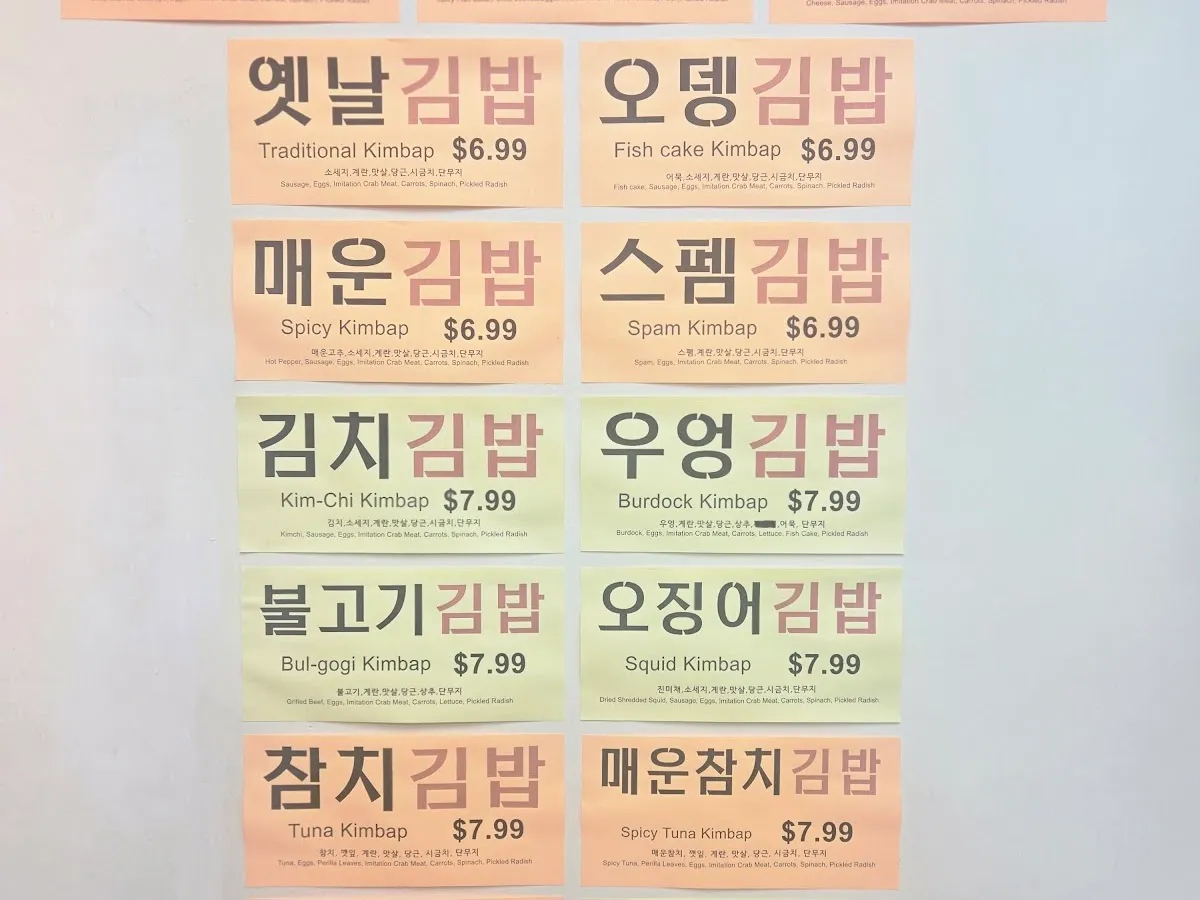 Cheese, Sausage, Eggs, Imitation Crab Meat, Carrots, Spinach, Pickled Radish
옛날김밥
Traditional Kimbap $6.99
소세지,계란,맛살,당근,시금치,단무지
Sausage, Eggs, Imitation Crab Meat, Carrots, Spinach, Pickled Radish
오뎅김밥
Fish cake Kimbap $6.99
어묵,소세지,계란,맛살,당근,시금치,단무지
Fish cake, Sausage, Eggs, Imitation Crab Meat, Carrots, Spinach, Pickled Radish
매운김밥
Spicy Kimbap $6.99
매운고추,소세지,계란,맛살,당근,시금치,단무지
Hot Pepper, Sausage, Eggs, Imitation Crab Meat, Carrots, Spinach, Pickled Radish
스펨김밥
Spam Kimbap $6.99
스펨,계란,맛살,당근,시금치,단무지
Spam, Eggs, Imitation Crab Meat, Carrots, Spinach, Pickled Radish
김치김밥
Kim-Chi Kimbap $7.99
김치,소세지,계란,맛살,당근,시금치,단무지
Kimchi, Sausage, Eggs, Imitation Crab Meat, Carrots, Spinach, Pickled Radish
우엉김밥
Burdock Kimbap $7.99
우엉,계란,맛살,당근,상추,어묵, 단무지
Burdock, Eggs, Imitation Crab Meat, Carrots, Lettuce, Fish Cake, Pickled Radish
불고기김밥
Bul-gogi Kimbap $7.99
불고기,계란,맛살,당근,상추,단무지
Grilled Beef, Eggs, Imitation Crab Meat, Carrots, Lettuce, Pickled Radish
오징어김밥
Squid Kimbap $7.99
진미채,소세지,계란,맛살,당근,시금치,단무지
Dried Shredded Squid, Sausage, Eggs, Imitation Crab Meat, Carrots, Spinach, Pickled Radish
참치김밥
Tuna Kimbap $7.99
참치, 깻잎, 계란, 맛살, 당근, 시금치, 단무지
Tuna, Eggs, Perilla Leaves, Imitation Crab Meat, Carrots, Spinach, Pickled Radish
매운참치김밥
Spicy Tuna Kimbap $7.99
매운참치, 깻잎, 계란, 맛살, 당근, 시금치, 단무지
Spicy Tuna, Perilla Leaves, Eggs, Imitation Crab Meat, Carrots, Spinach, Pickled Radish